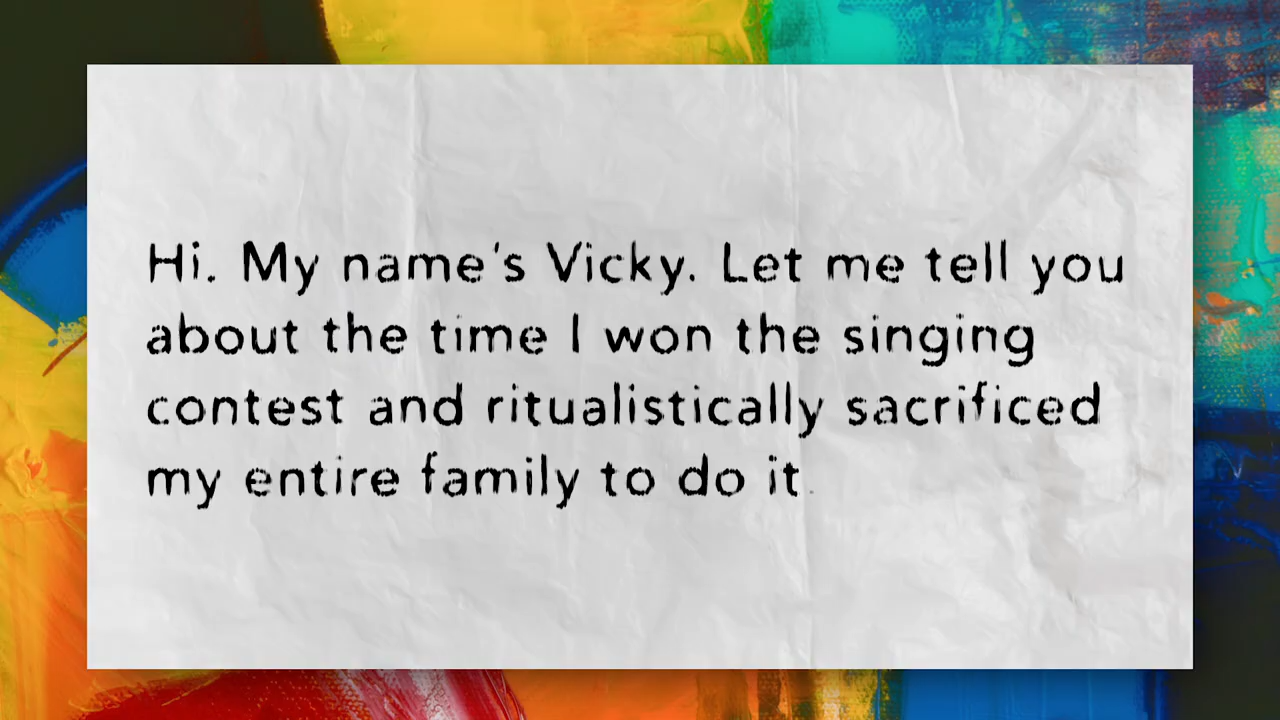 Hi. My name's Vicky. Let me tell you
about the time I won the singing
contest and ritualistically sacrificed
my entire family to do it.